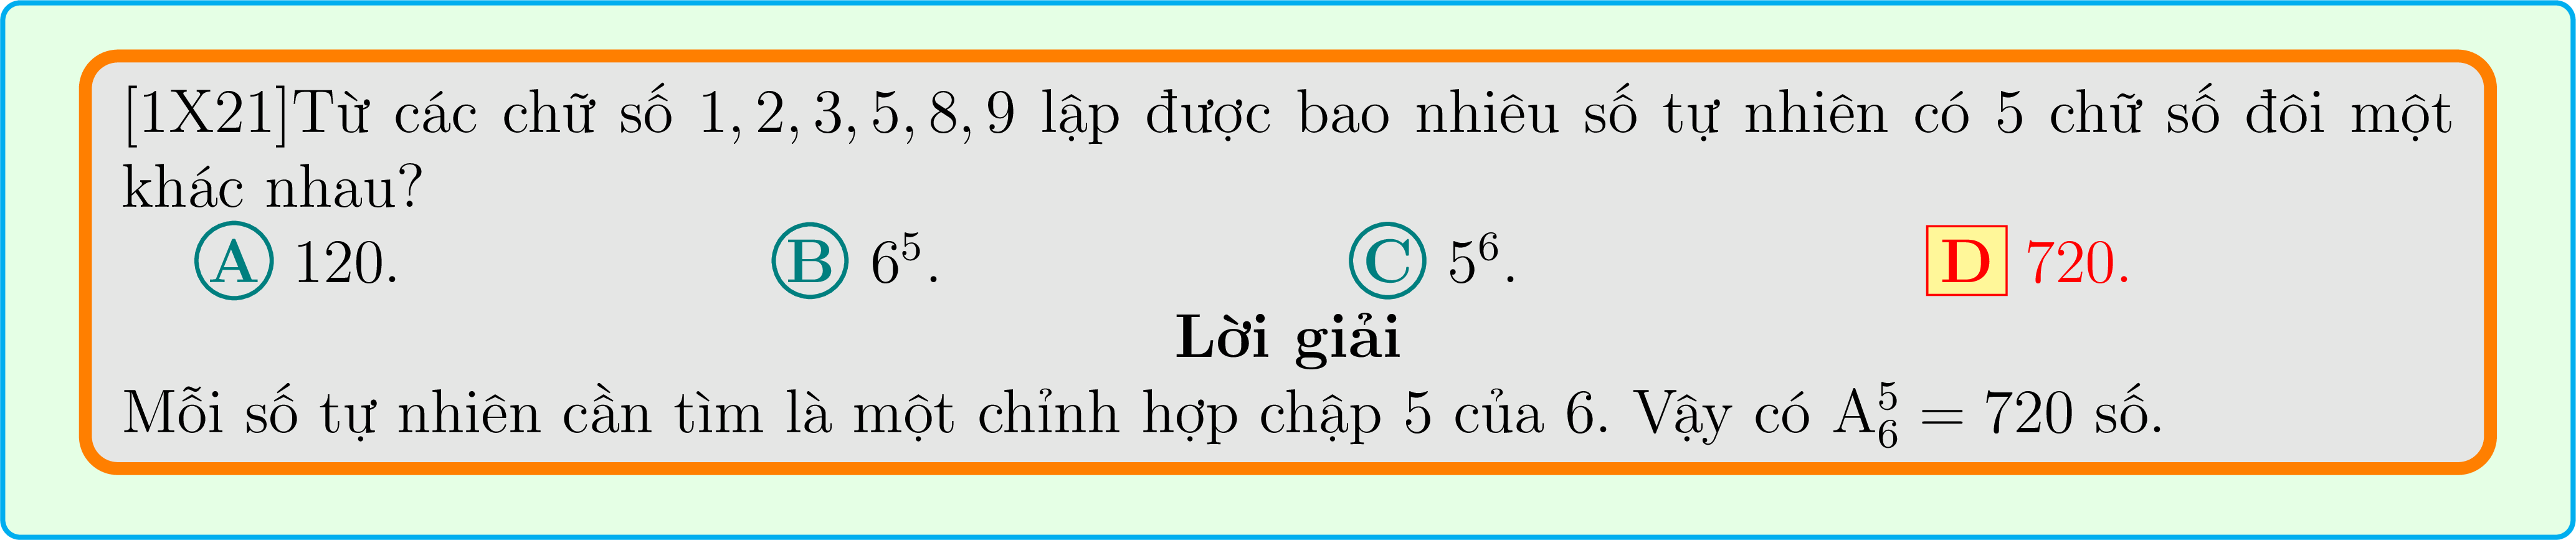 [1X21]Từ các chữ số 1, 2, 3, 5, 8, 9 lập được bao nhiêu số tự nhiên có 5 chữ số đôi một
khác nhau?
A 120. B 6^5. C 5^6. D 720.
Lời giải
Mỗi số tự nhiên cần tìm là một chỉnh hợp chập 5 của 6. Vậy có A_6^5 = 720 số.